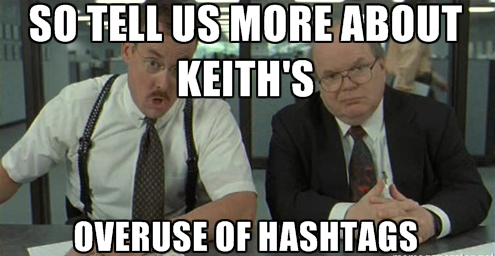 SO TELL US MORE ABOUT
KEITH'S
OVERUSE OF HASHTAGS